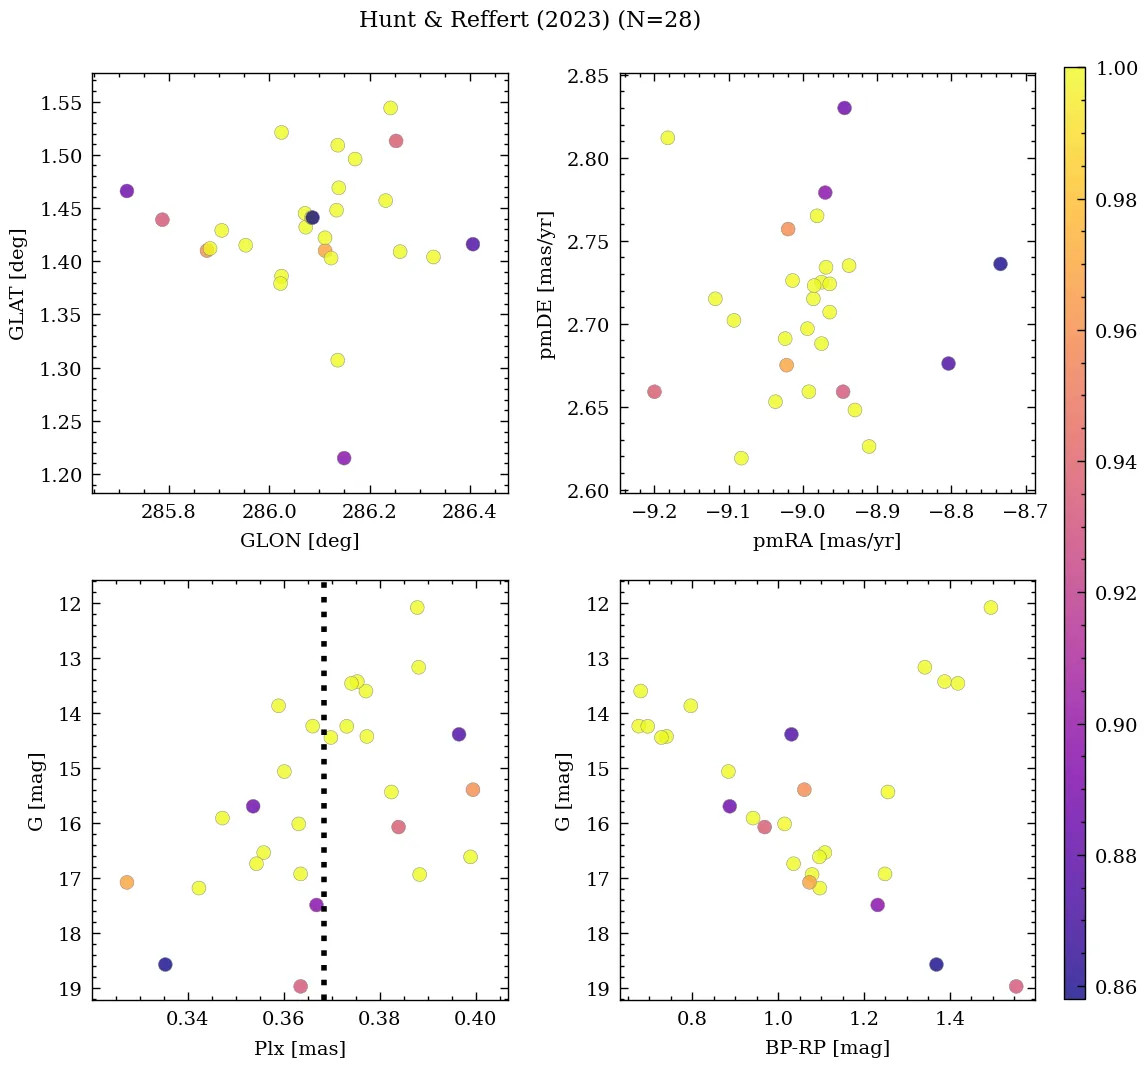 Hunt & Reffert (2023) (N=28)
1.55
1.50
1.45
1.40
1.35
1.30
1.25
1.20
GLAT [deg]
285.8 286.0 286.2 286.4
GLON [deg]
2.85
2.80
2.75
2.70
2.65
2.60
pmDE [mas/yr]
−9.2 −9.1 −9.0 −8.9 −8.8 −8.7
pmRA [mas/yr]
12
13
14
15
16
17
18
19
G [mag]
0.34 0.36 0.38 0.40
Plx [mas]
12
13
14
15
16
17
18
19
G [mag]
0.8 1.0 1.2 1.4
BP-RP [mag]
1.00
0.98
0.96
0.94
0.92
0.90
0.88
0.86